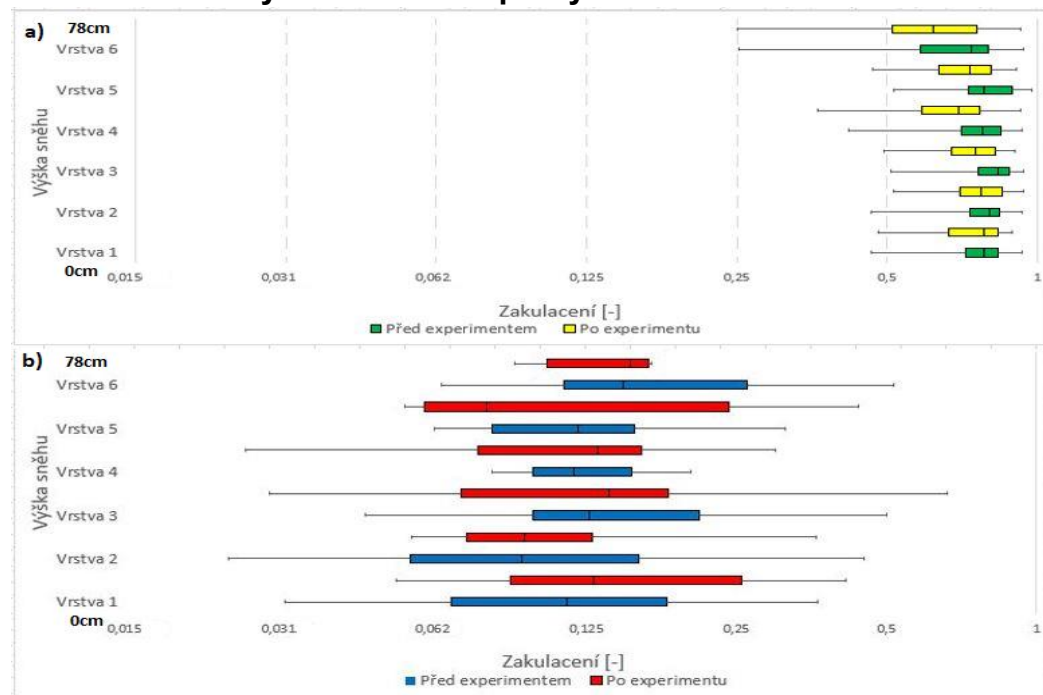 a) 78cm
Vrstva 6
Vrstva 5
Vrstva 4
Vrstva 3
Vrstva 2
Vrstva 1
0cm
Výška sněhu
0,015 0,031 0,062 0,125 0,25 0,5 1
Zakulacení [-]
Před experimentem Po experimentu
b) 78cm
Vrstva 6
Vrstva 5
Vrstva 4
Vrstva 3
Vrstva 2
Vrstva 1
0cm
Výška sněhu
0,015 0,031 0,062 0,125 0,25 0,5 1
Zakulacení [-]
Před experimentem Po experimentu